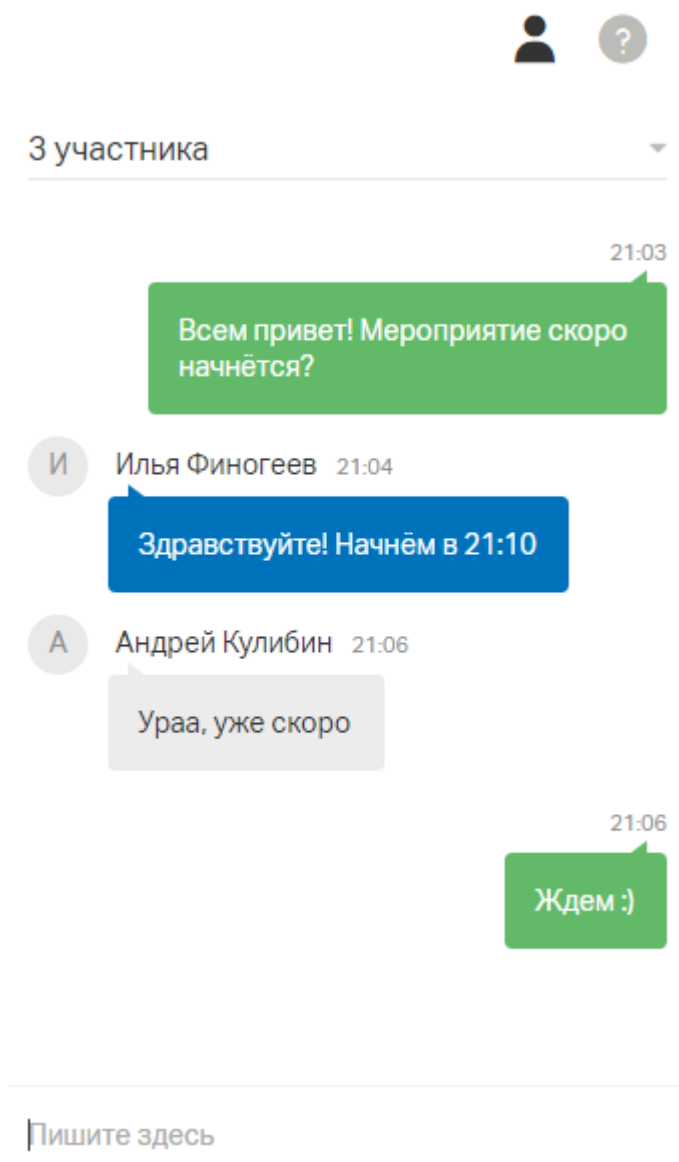 ?
3 участника
21:03
Всем привет! Мероприятие скоро
начнётся?
И
Илья Финогеев 21:04
Здравствуйте! Начнём в 21:10
А
Андрей Кулибин 21:06
Ураа, уже скоро
21:06
Ждем :)
Пишите здесь